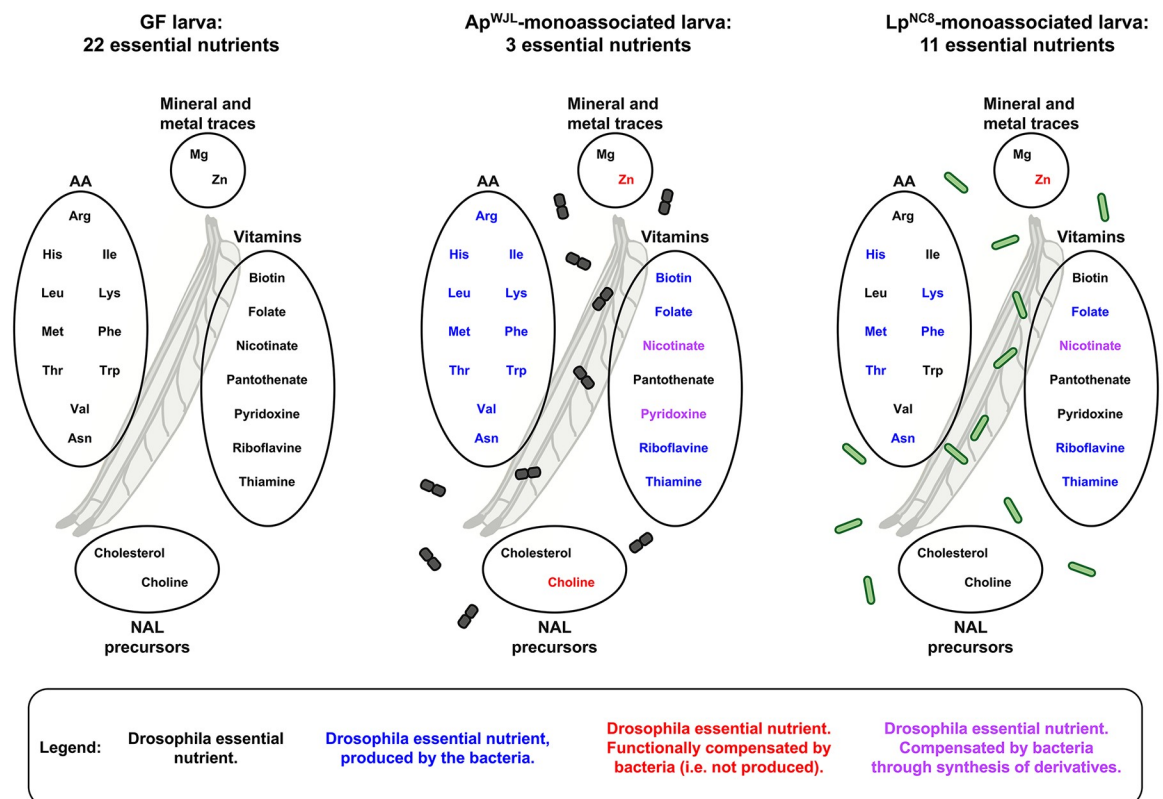 GF larva:
22 essential nutrients
Mineral and
metal traces
Mg
Zn
AA
Arg
His Ile
Leu Lys
Met Phe
Thr Trp
Val
Asn
Vitamins
Biotin
Folate
Nicotinate
Pantothenate
Pyridoxine
Riboflavine
Thiamine
Cholesterol
Choline
NAL
precursors
Ap^WJL-monoassociated larva:
3 essential nutrients
Mineral and
metal traces
Mg
Zn
AA
Arg
His Ile
Leu Lys
Met Phe
Thr Trp
Val
Asn
Vitamins
Biotin
Folate
Nicotinate
Pantothenate
Pyridoxine
Riboflavine
Thiamine
Cholesterol
Choline
NAL
precursors
Lp^NC8-monoassociated larva:
11 essential nutrients
Mineral and
metal traces
Mg
Zn
AA
Arg
His Ile
Leu Lys
Met Phe
Thr Trp
Val
Asn
Vitamins
Biotin
Folate
Nicotinate
Pantothenate
Pyridoxine
Riboflavine
Thiamine
Cholesterol
Choline
NAL
precursors
Legend:
Drosophila essential
nutrient.
Drosophila essential nutrient,
produced by the bacteria.
Drosophila essential nutrient.
Functionally compensated by
bacteria (i.e. not produced).
Drosophila essential nutrient.
Compensated by bacteria
through synthesis of derivatives.